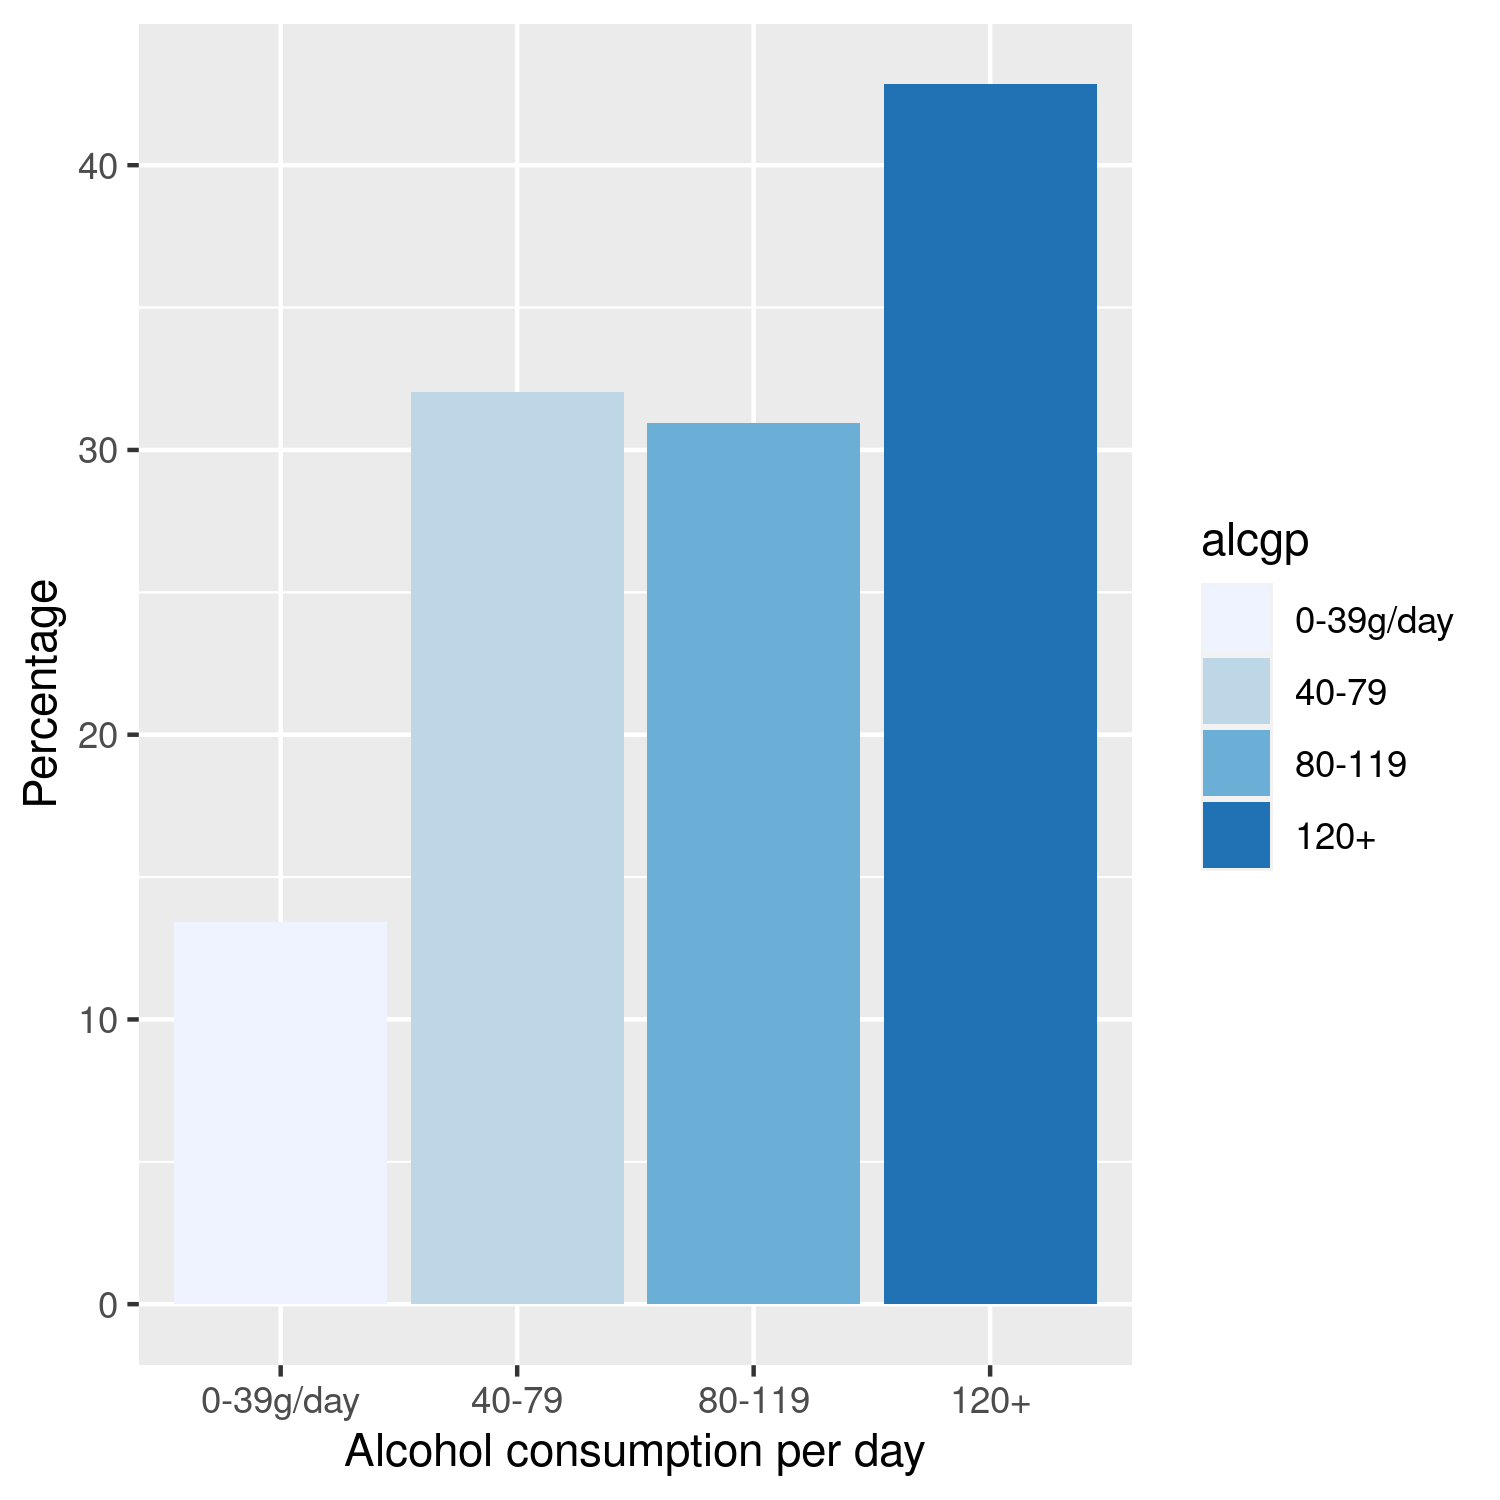 Percentage
40
30
20
10
0
0-39g/day 40-79 80-119 120+
Alcohol consumption per day
alcgp
0-39g/day
40-79
80-119
120+